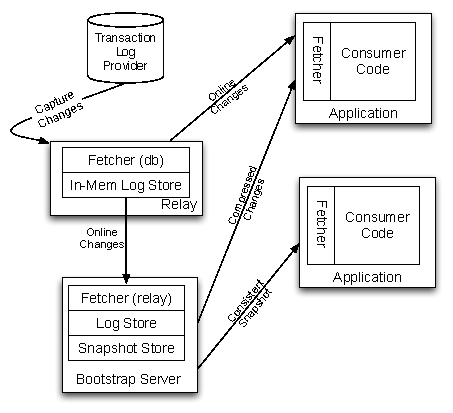 Transaction
Log
Provider
Capture
Changes
Fetcher (db)
In-Mem Log Store
Relay
Online
Changes
Fetcher
Consumer
Code
Application
Online
Changes
Compressed
Changes
Fetcher
Consumer
Code
Application
Consistent
Snapshot
Fetcher (relay)
Log Store
Snapshot Store
Bootstrap Server